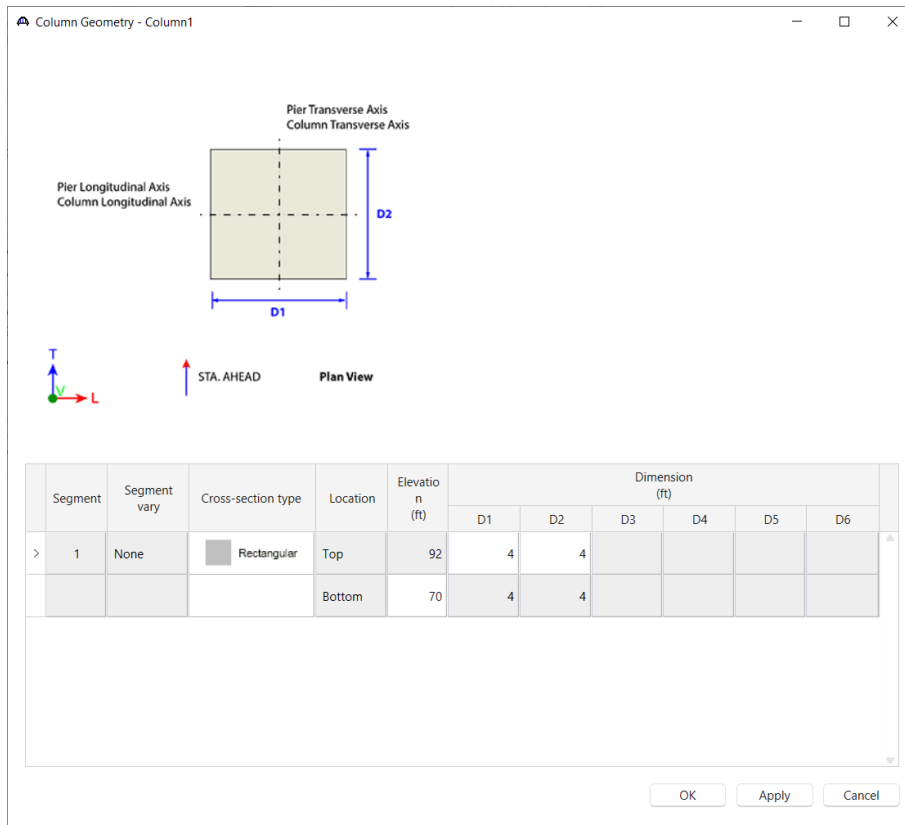 Column Geometry - Column1
Pier Transverse Axis
Column Transverse Axis
Pier Longitudinal Axis
Column Longitudinal Axis
D2
D1
T
V
L
STA. AHEAD
Plan View
Segment
Segment
vary
Cross-section type
Location
Elevatio
n
(ft)
Dimension
(ft)
D1 D2 D3 D4 D5 D6
1 None Rectangular Top 92 4 4
Bottom 70 4 4
OK Apply Cancel